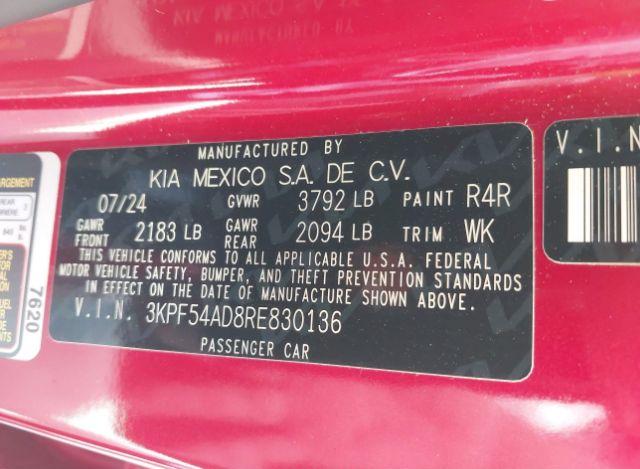 MANUFACTURED BY
KIA MEXICO S.A. DE C.V.
07/24 GVWR 3792 LB PAINT R4R
GAWR FRONT 2183 LB GAWR REAR 2094 LB TRIM WK
THIS VEHICLE CONFORMS TO ALL APPLICABLE U.S.A. FEDERAL
MOTOR VEHICLE SAFETY, BUMPER, AND THEFT PREVENTION STANDARDS
IN EFFECT ON THE DATE OF MANUFACTURE SHOWN ABOVE.
V.I.N. 3KPF54AD8RE830136
PASSENGER CAR
V.I.N
7620
REAR